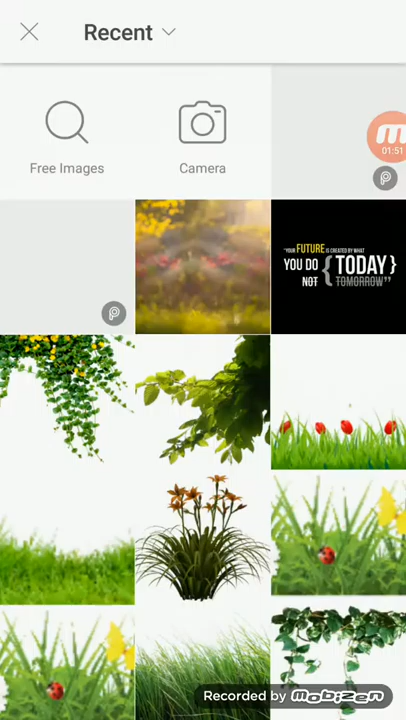 Recent
01:51
Free Images
Camera
"YOUR FUTURE IS CREATED BY WHAT
YOU DO { TODAY }
NOT { TOMORROW"
Recorded by mobizen